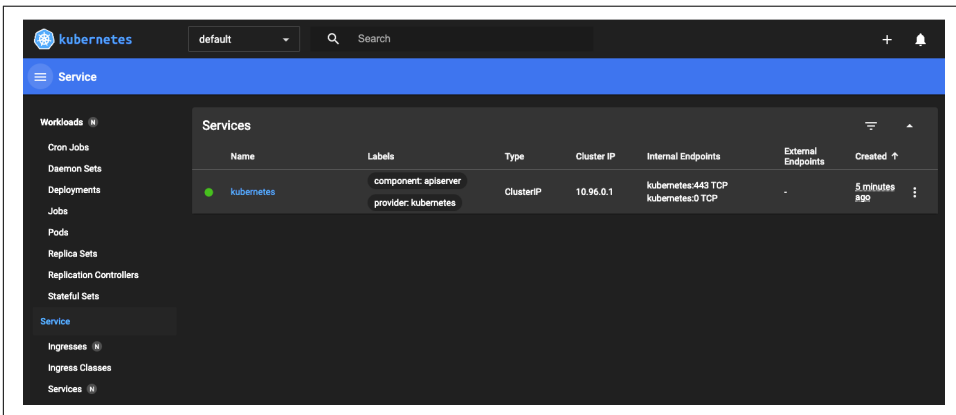 kubernetes
default
Search
+
Service
Workloads N
Cron Jobs
Daemon Sets
Deployments
Jobs
Pods
Replica Sets
Replication Controllers
Stateful Sets
Service
Ingresses N
Ingress Classes
Services N
Services
Name Labels Type Cluster IP Internal Endpoints External Endpoints Created ↑
kubernetes
component: apiserver
provider: kubernetes
ClusterIP
10.96.0.1
kubernetes:443 TCP
kubernetes:0 TCP
-
5 minutes
ago